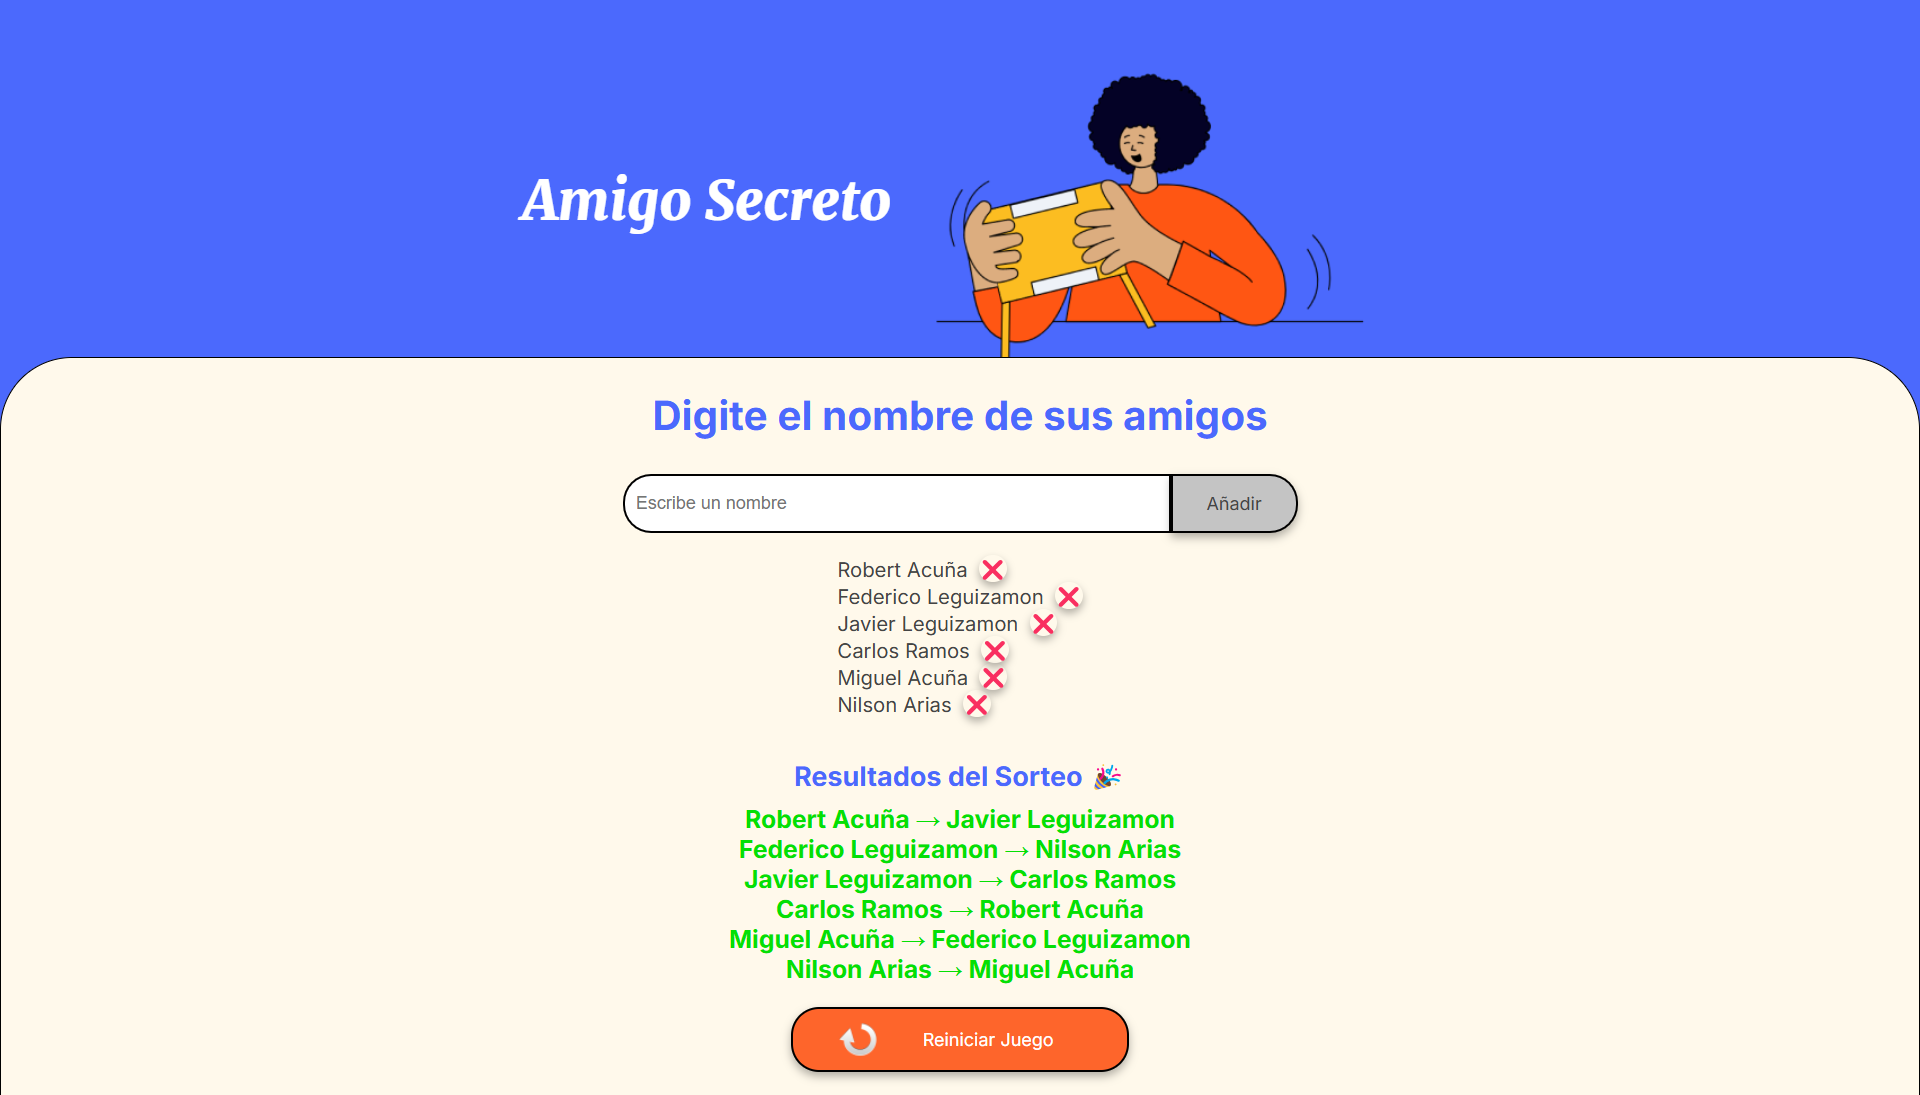 Amigo Secreto
Digite el nombre de sus amigos
Escribe un nombre
Añadir
Robert Acuña ❌
Federico Leguizamon ❌
Javier Leguizamon ❌
Carlos Ramos ❌
Miguel Acuña ❌
Nilson Arias ❌
Resultados del Sorteo 🎉
Robert Acuña → Javier Leguizamon
Federico Leguizamon → Nilson Arias
Javier Leguizamon → Carlos Ramos
Carlos Ramos → Robert Acuña
Miguel Acuña → Federico Leguizamon
Nilson Arias → Miguel Acuña
Reiniciar Juego